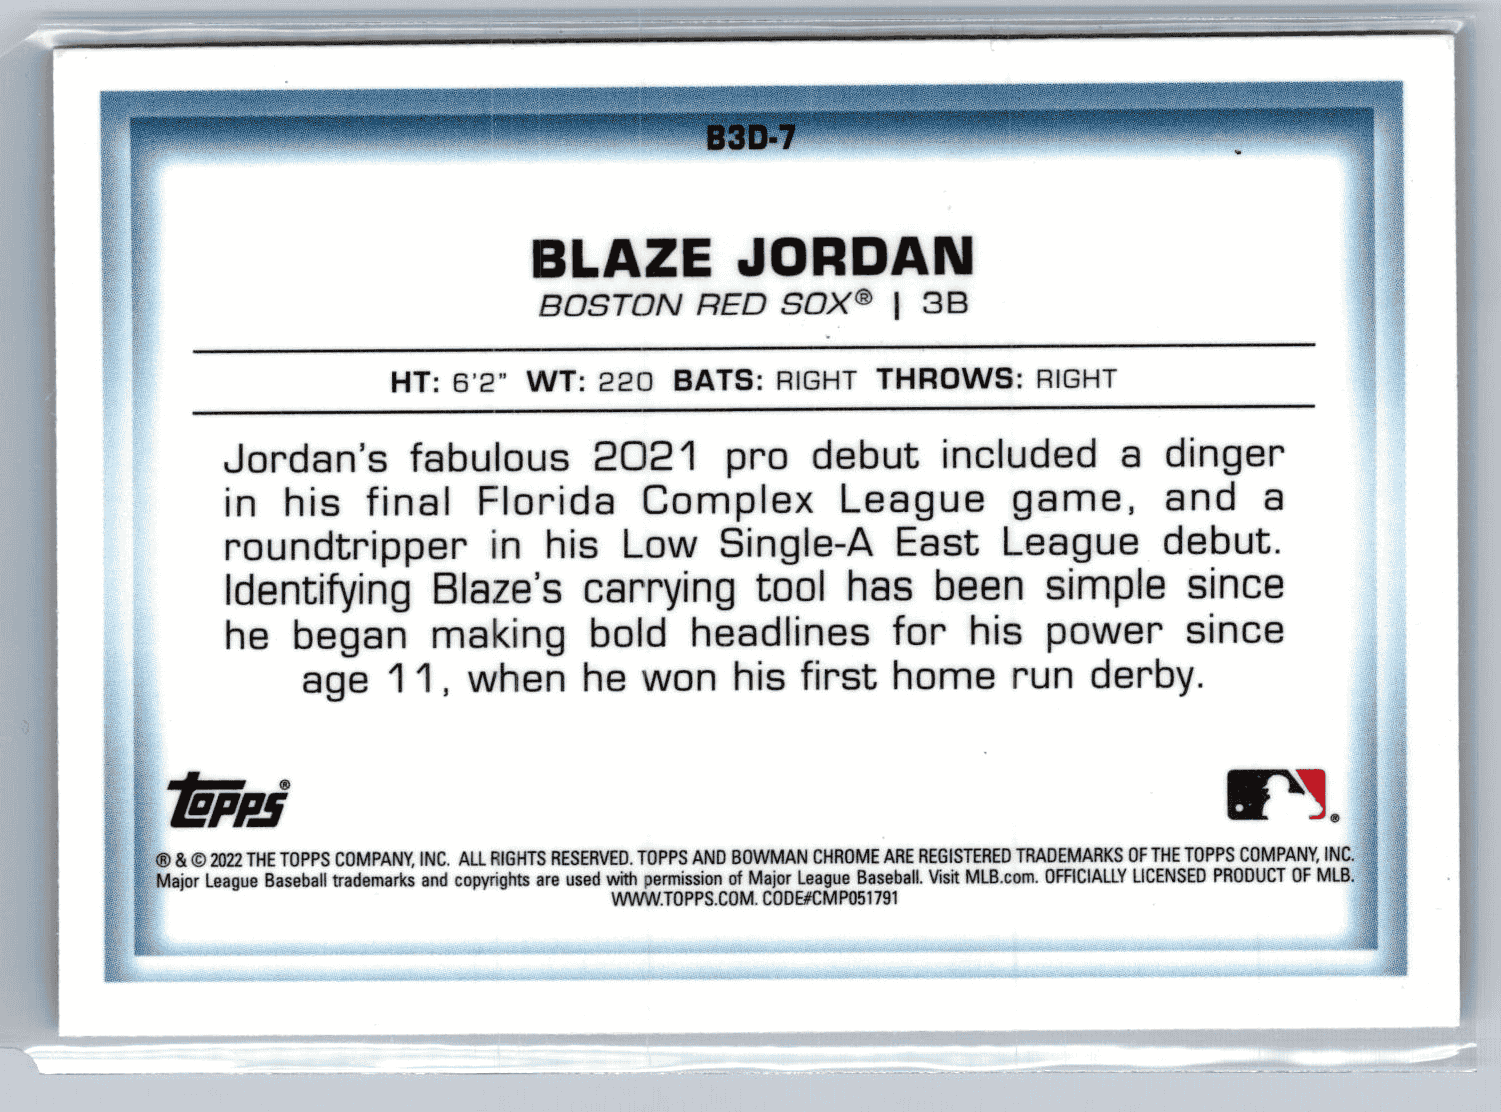 B3D-7
BLAZE JORDAN
BOSTON RED SOX® | 3B
HT: 6'2" WT: 220 BATS: RIGHT THROWS: RIGHT
Jordan's fabulous 2021 pro debut included a dinger
in his final Florida Complex League game, and a
roundtripper in his Low Single-A East League debut.
Identifying Blaze's carrying tool has been simple since
he began making bold headlines for his power since
age 11, when he won his first home run derby.
topps®
®
® & © 2022 THE TOPPS COMPANY, INC. ALL RIGHTS RESERVED. TOPPS AND BOWMAN CHROME ARE REGISTERED TRADEMARKS OF THE TOPPS COMPANY, INC.
Major League Baseball trademarks and copyrights are used with permission of Major League Baseball. Visit MLB.com. OFFICIALLY LICENSED PRODUCT OF MLB.
WWW.TOPPS.COM. CODE#CMP051791